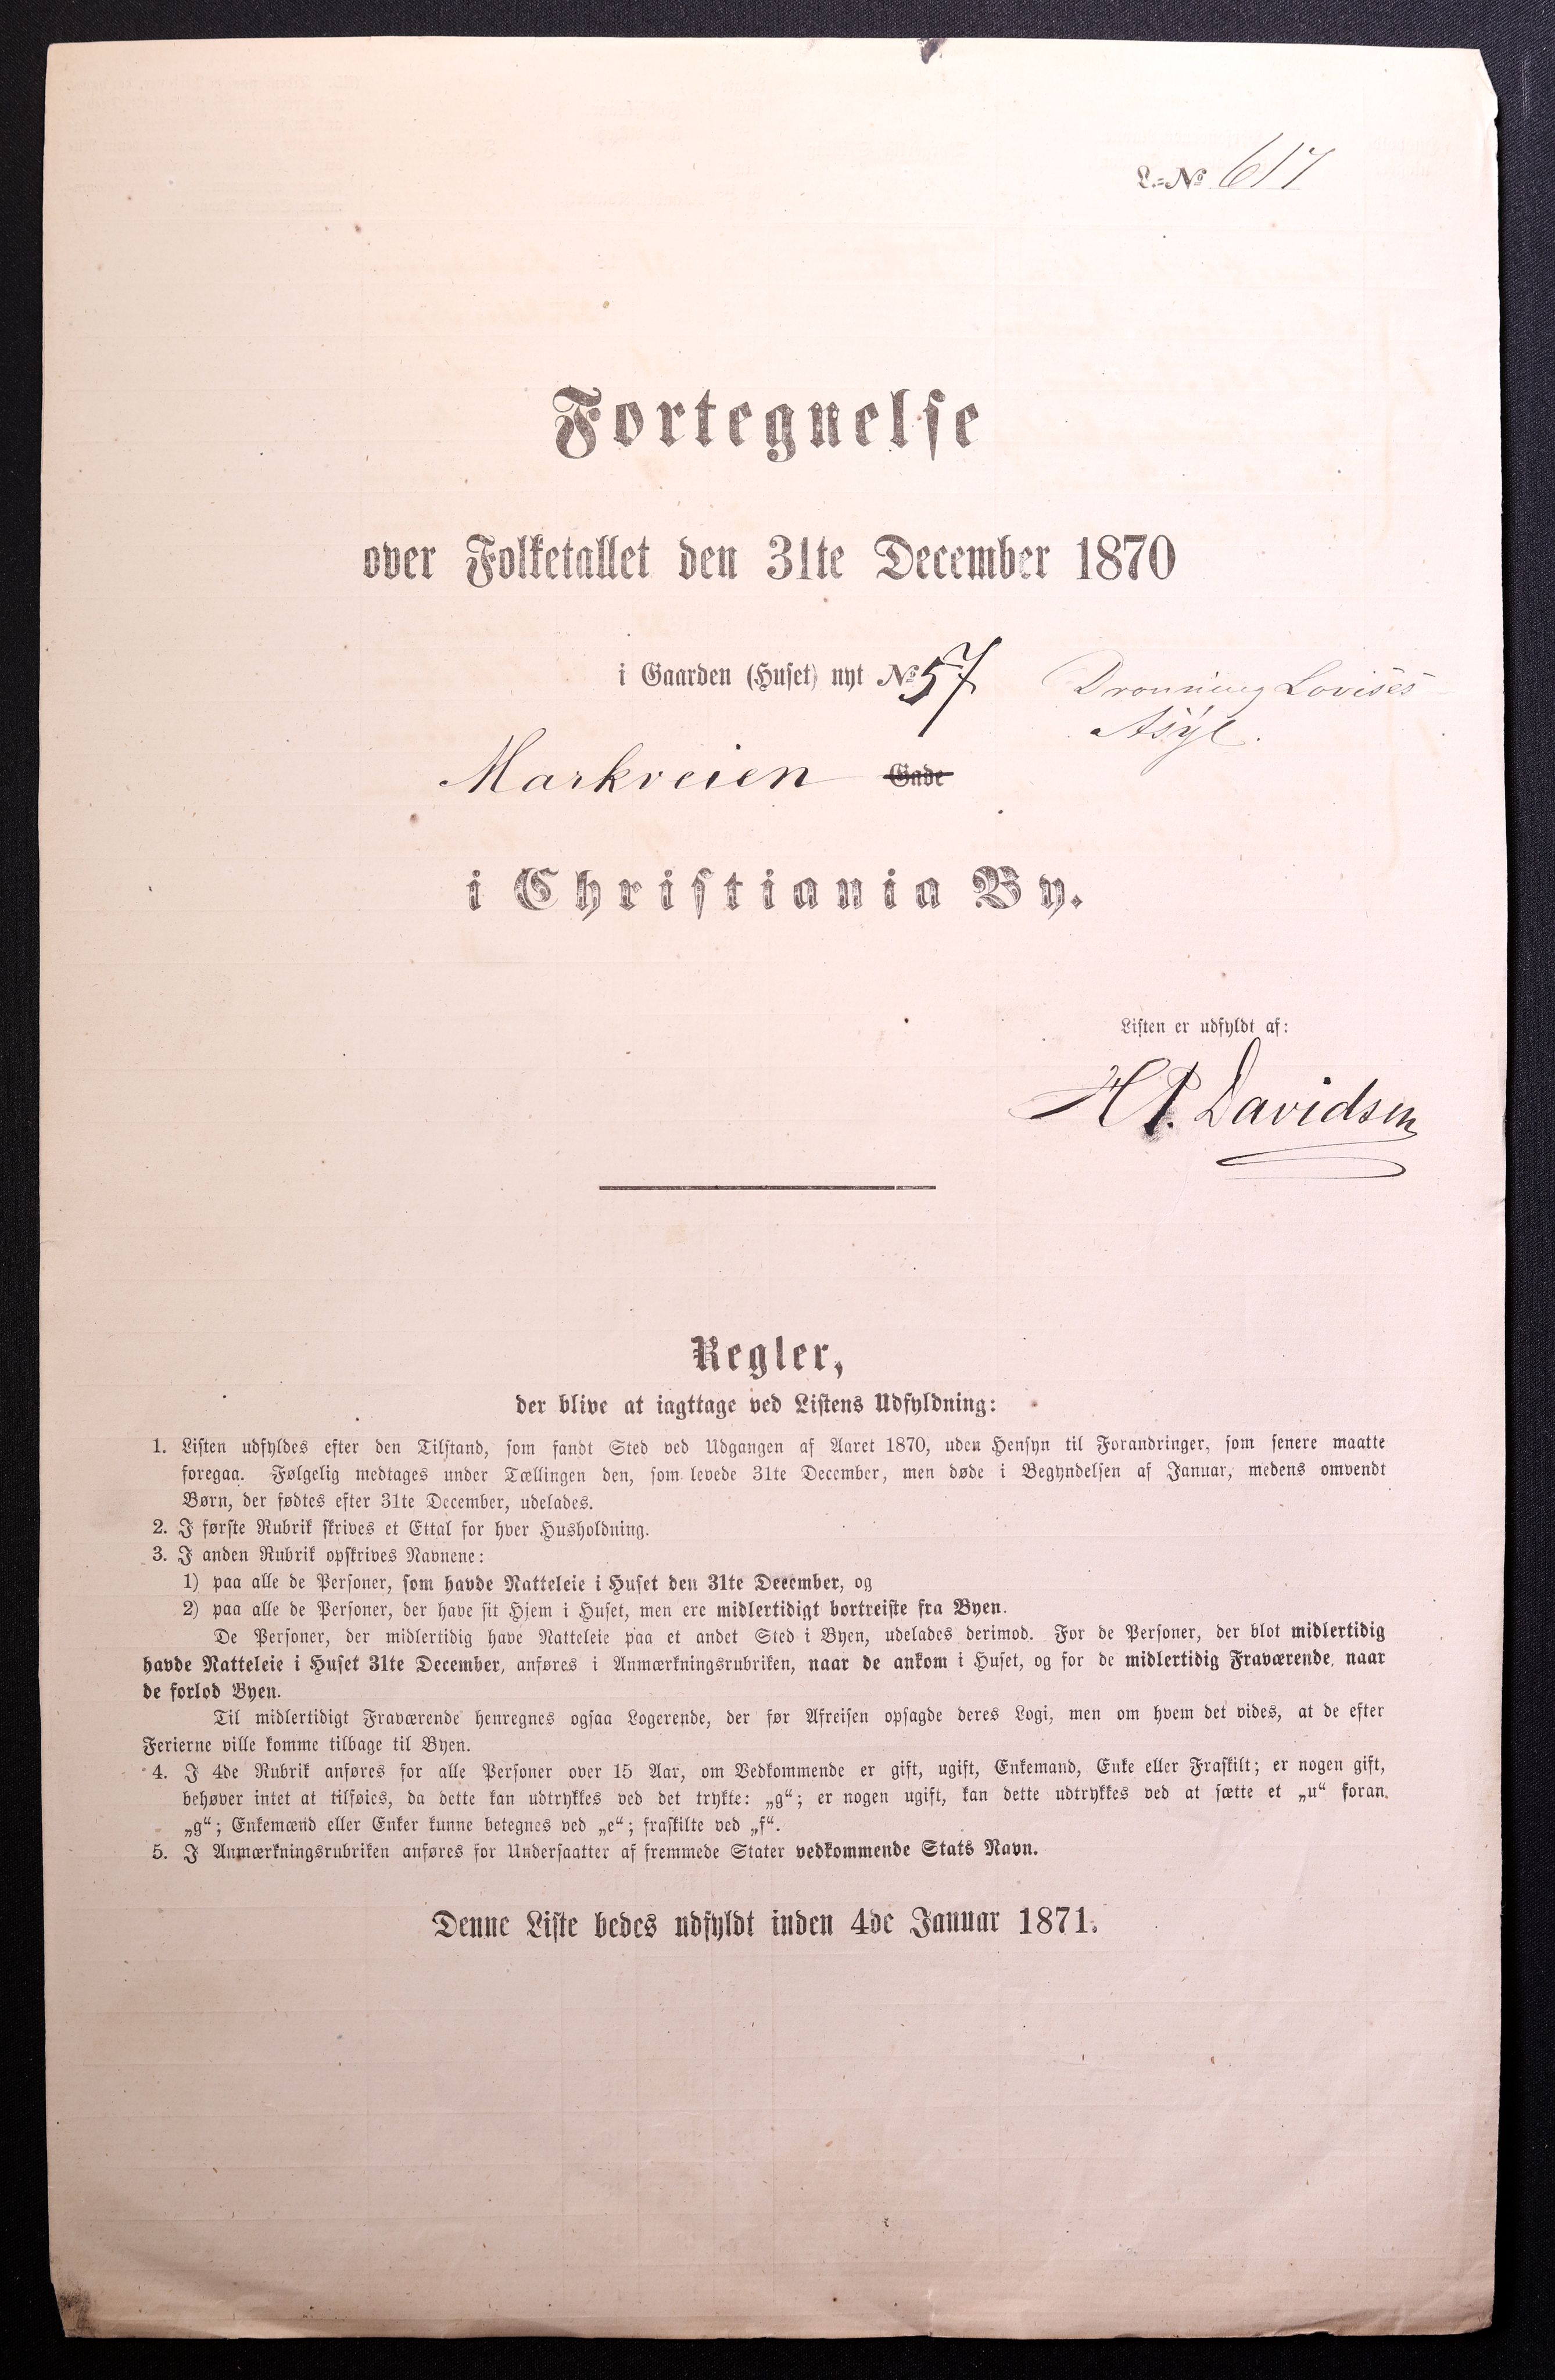 L.-No 617
Fortegnelse
over Folketallet den 31te December 1870
i Gaarden (Huset) nyt No 57 Dronning Lovises
Asyl.
Markveien Gade
i Christiania By.
Listen er udfyldt af:
H P. Davidsen
Regler,
der blive at iagttage ved Listens Udfyldning:
1. Listen udfyldes efter den Tilstand, som fandt Sted ved Udgangen af Aaret 1870, uden Hensyn til Forandringer, som senere maatte
foregaa. Følgelig medtages under Tællingen den, som levede 31te December, men døde i Begyndelsen af Januar, medens omvendt
Børn, der fødtes efter 31te December, udelades.
2. I første Rubrik skrives et Ettal for hver Husholdning.
3. I anden Rubrik opskrives Navnene:
1) paa alle de Personer, som havde Natteleie i Huset den 31te December, og
2) paa alle de Personer, der have sit Hjem i Huset, men ere midlertidigt bortreiste fra Byen.
De Personer, der midlertidig have Natteleie paa et andet Sted i Byen, udelades derimod. For de Personer, der blot midlertidig
havde Natteleie i Huset 31te December, anføres i Anmærkningsrubriken, naar de ankom i Huset, og for de midlertidig Fraværende, naar
de forlod Byen.
Til midlertidigt Fraværende henregnes ogsaa Logerende, der før Afreisen opsagde deres Logi, men om hvem det vides, at de efter
Ferierne ville komme tilbage til Byen.
4. I 4de Rubrik anføres for alle Personer over 15 Aar, om Vedkommende er gift, ugift, Enkemand, Enke eller Fraskilt; er nogen gift,
behøver intet at tilføies, da dette kan udtrykkes ved det trykte: „g“; er nogen ugift, kan dette udtrykkes ved at sætte et „u“ foran
„g“; Enkemænd eller Enker kunne betegnes ved „e“; fraskilte ved „f“.
5. I Anmærkningsrubriken anføres for Undersaatter af fremmede Stater vedkommende Stats Navn.
Denne Liste bedes udfyldt inden 4de Januar 1871.